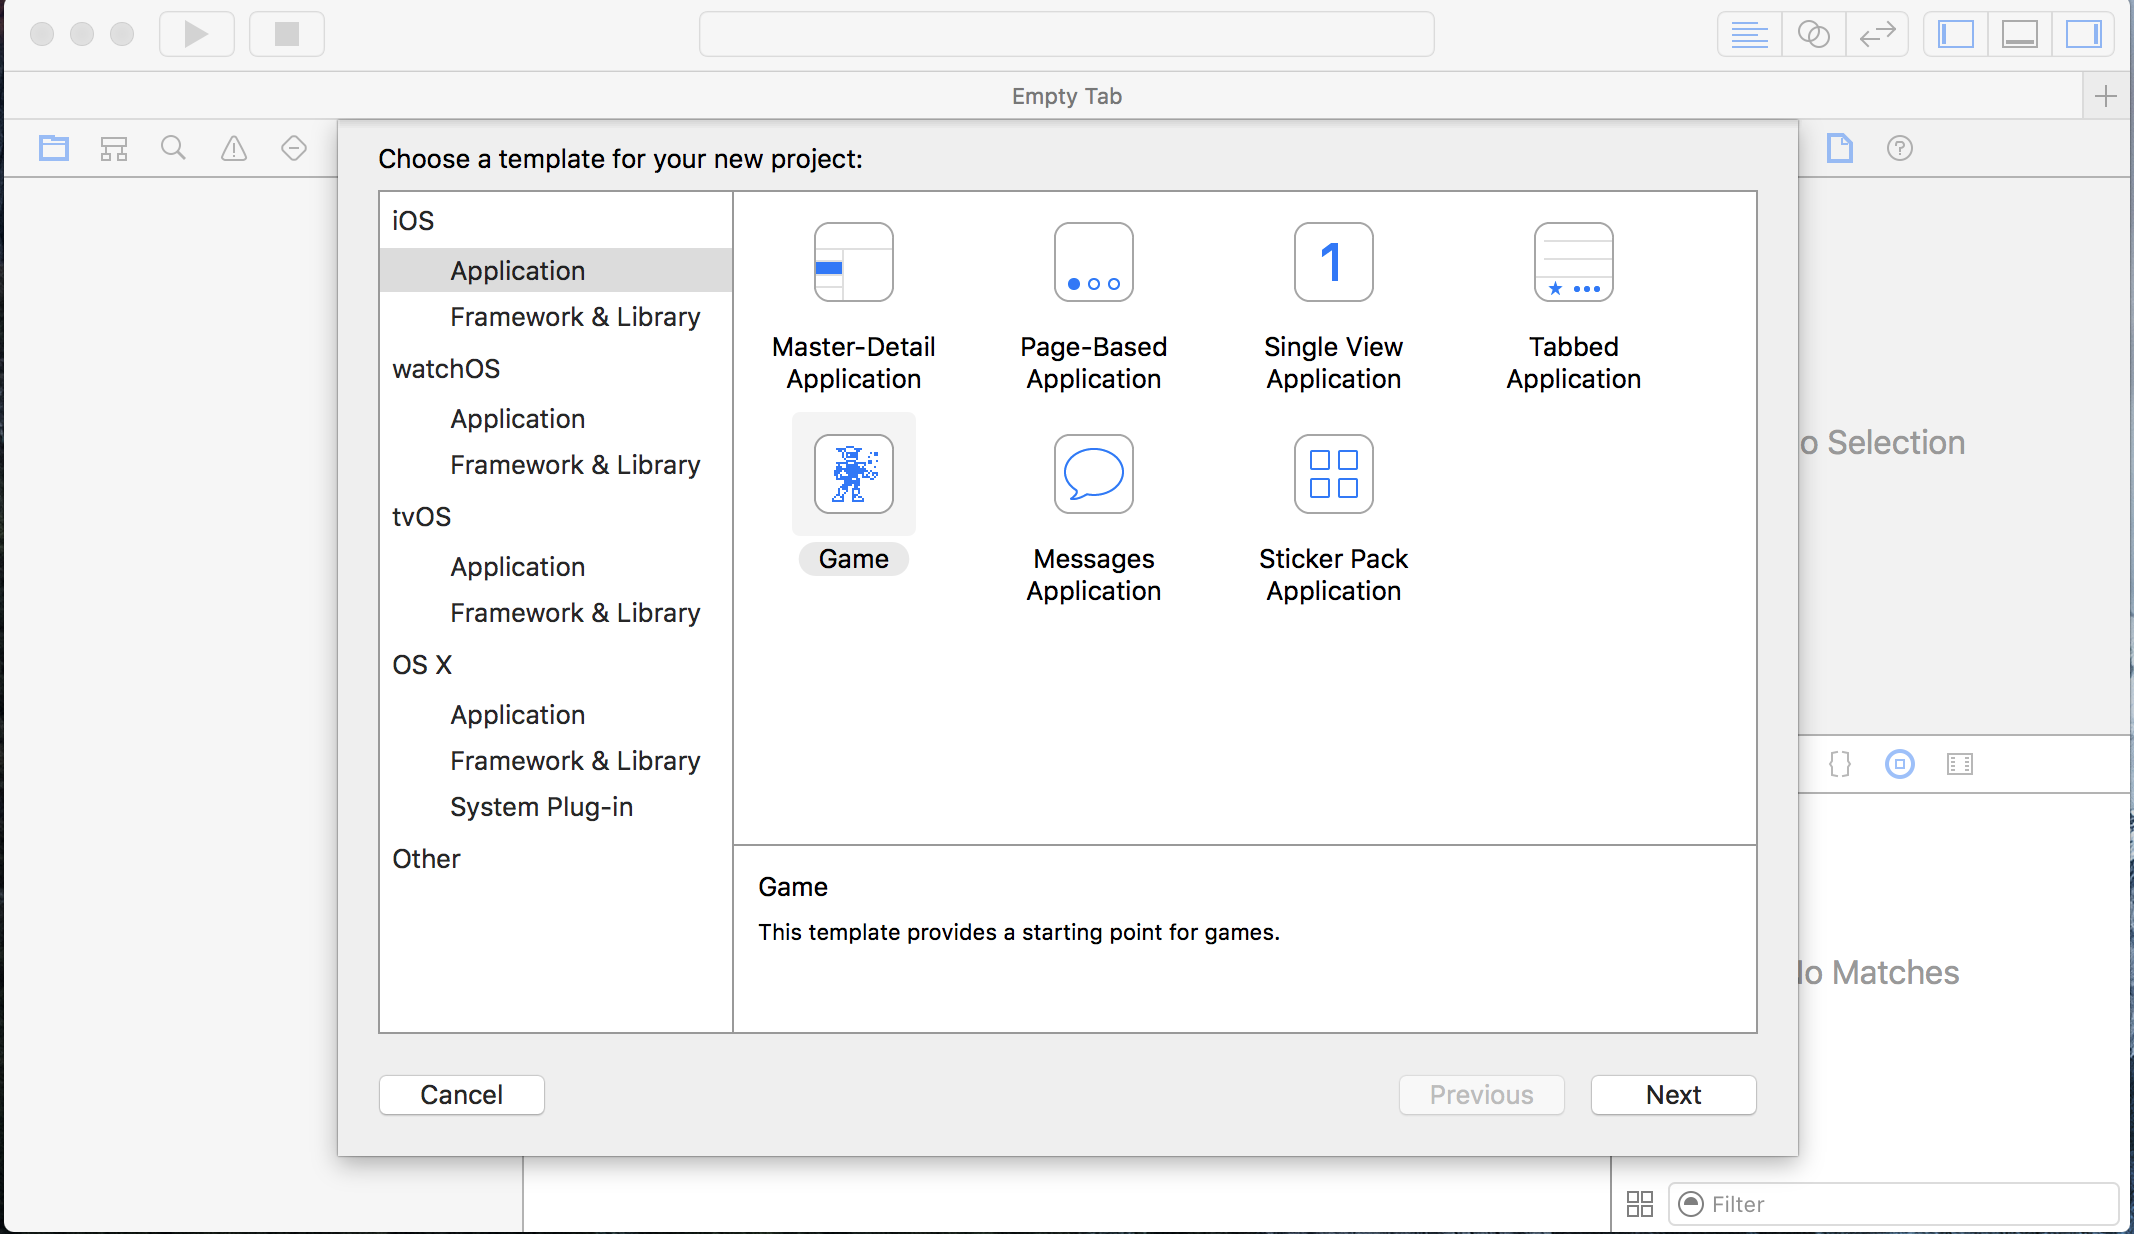 Empty Tab
Choose a template for your new project:
iOS
Application
Framework & Library
watchOS
Application
Framework & Library
tvOS
Application
Framework & Library
OS X
Application
Framework & Library
System Plug-in
Other
Master-Detail
Application
Page-Based
Application
1
Single View
Application
Tabbed
Application
Game
Messages
Application
Sticker Pack
Application
Game
This template provides a starting point for games.
Cancel
Previous
Next
o Selection
{}
o Matches
Filter